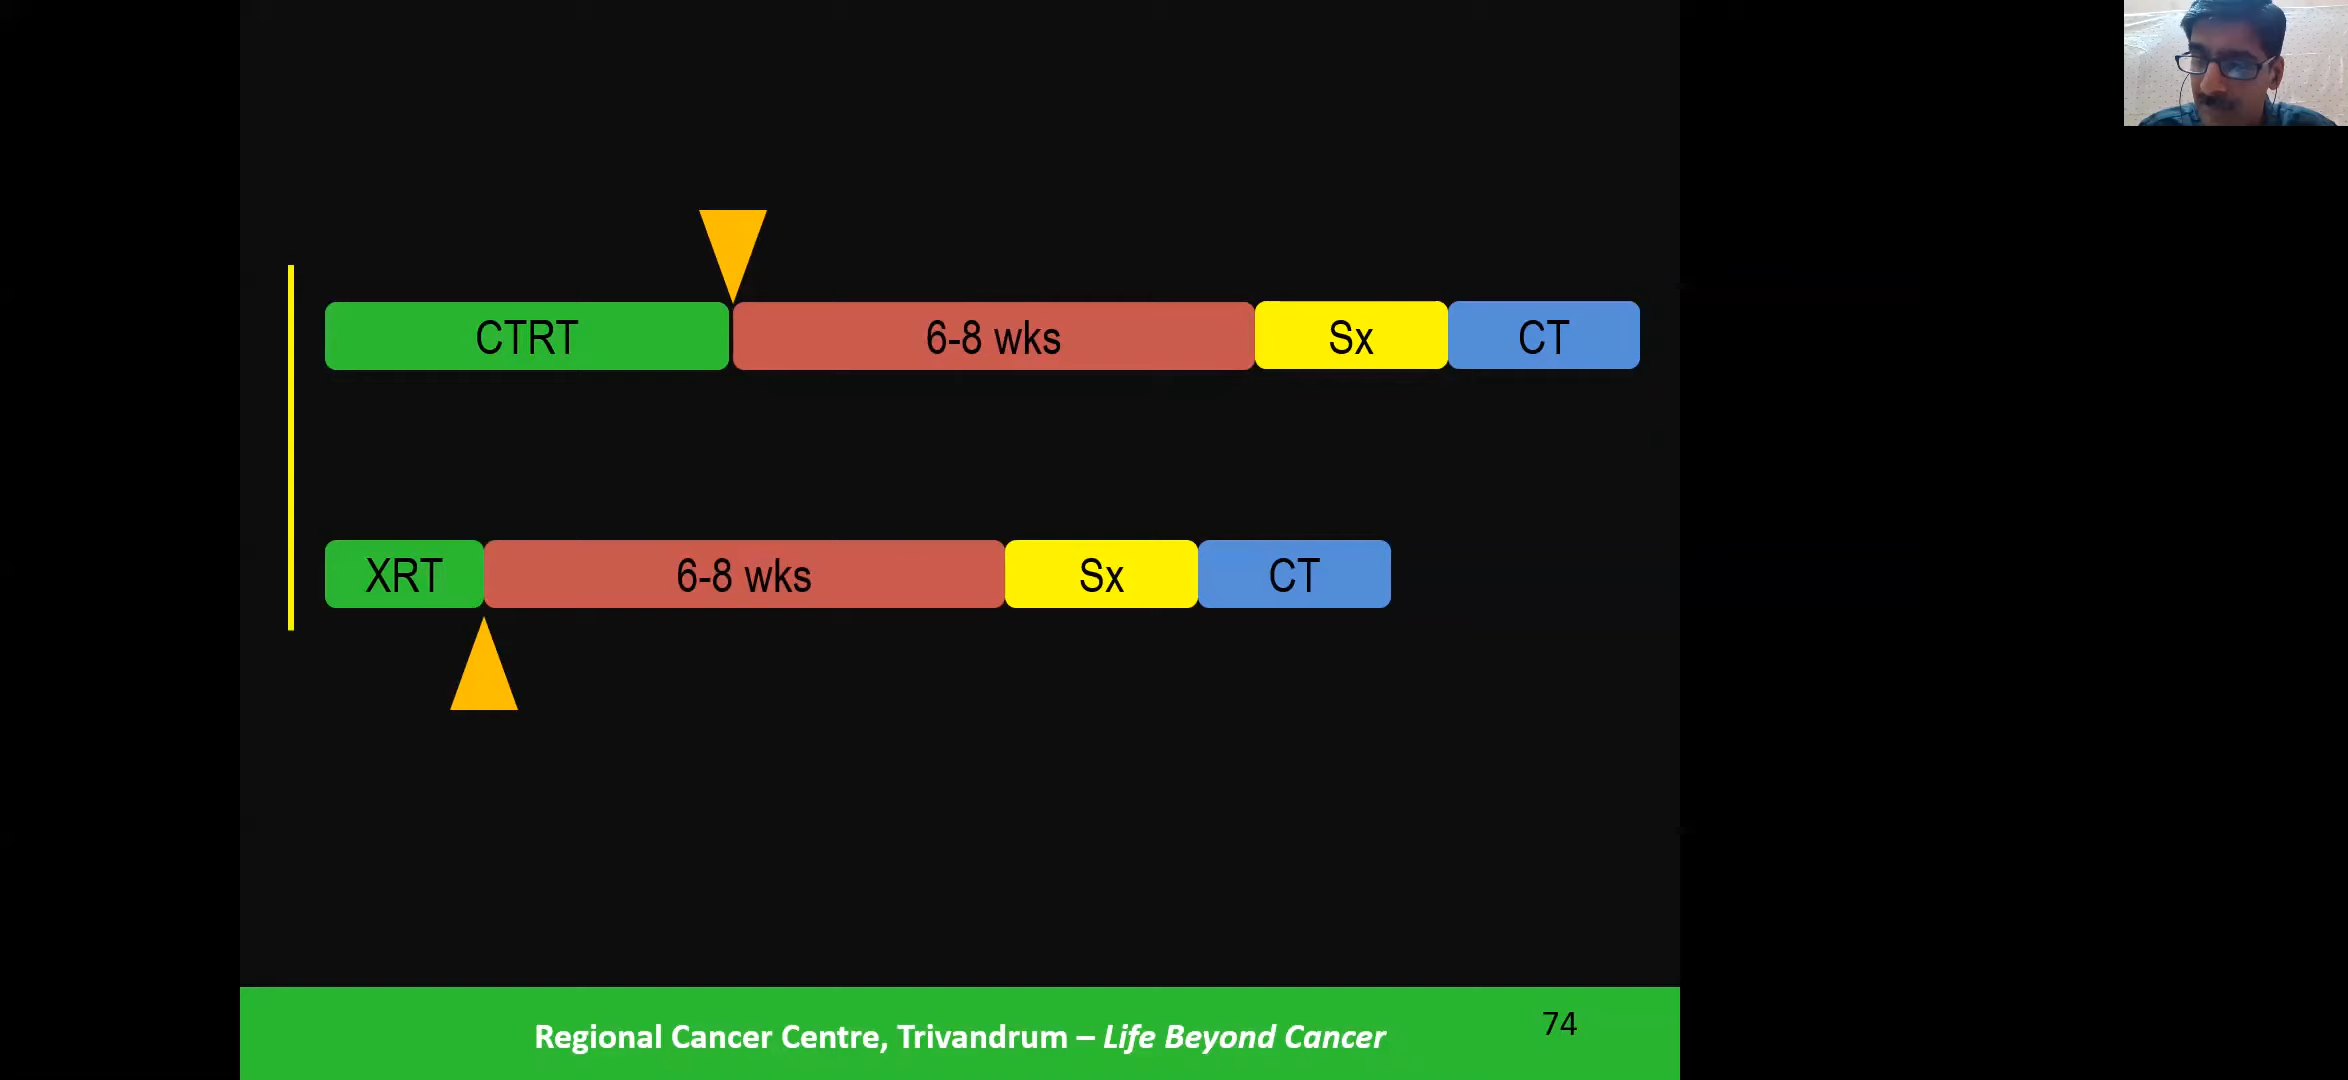 CTRT 6-8 wks Sx CT
XRT 6-8 wks Sx CT
Regional Cancer Centre, Trivandrum – Life Beyond Cancer
74